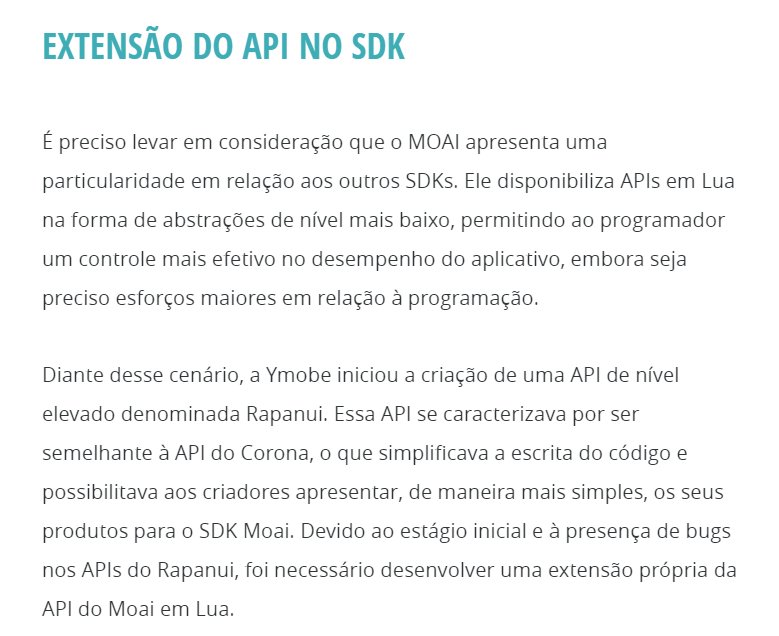 EXTENSÃO DO API NO SDK
É preciso levar em consideração que o MOAI apresenta uma
particularidade em relação aos outros SDKs. Ele disponibiliza APIs em Lua
na forma de abstrações de nível mais baixo, permitindo ao programador
um controle mais efetivo no desempenho do aplicativo, embora seja
preciso esforços maiores em relação à programação.
Diante desse cenário, a Ymobe iniciou a criação de uma API de nível
elevado denominada Rapanui. Essa API se caracterizava por ser
semelhante à API do Corona, o que simplificava a escrita do código e
possibilitava aos criadores apresentar, de maneira mais simples, os seus
produtos para o SDK Moai. Devido ao estágio inicial e à presença de bugs
nos APIs do Rapanui, foi necessário desenvolver uma extensão própria da
API do Moai em Lua.